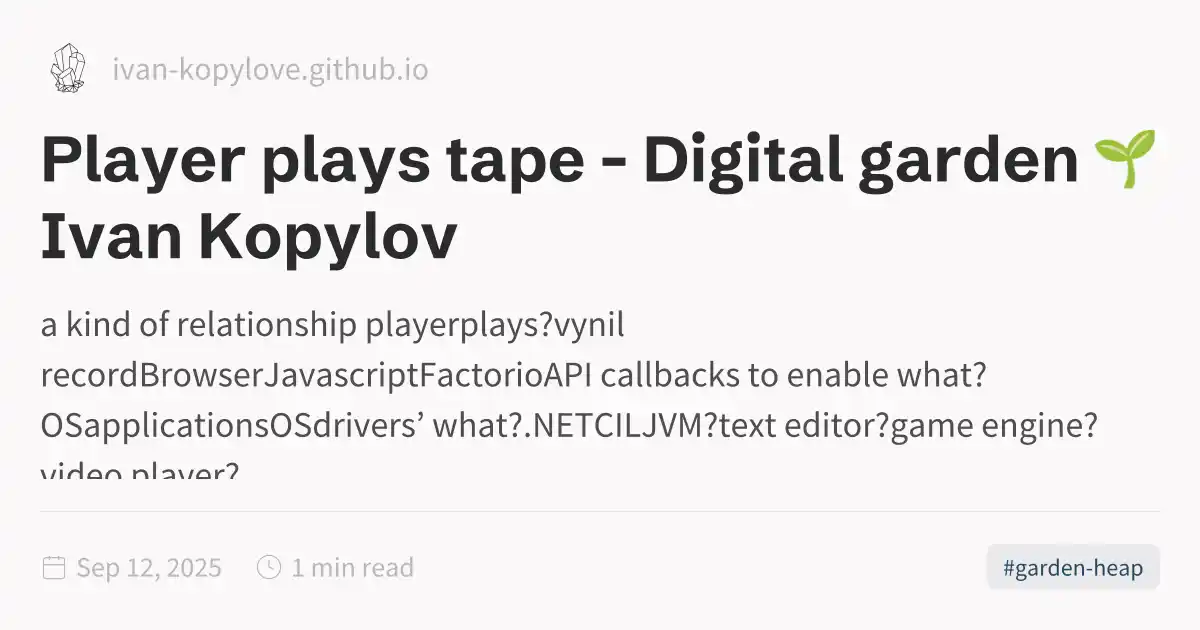 ivan-kopylove.github.io
Player plays tape - Digital garden 🌱
Ivan Kopylov
a kind of relationship playerplays?vynil
recordBrowserJavascriptFactorioAPI callbacks to enable what?
OSapplicationsOSdrivers’ what?.NETCILJVM?text editor?game engine?
video player?
Sep 12, 2025
1 min read
#garden-heap